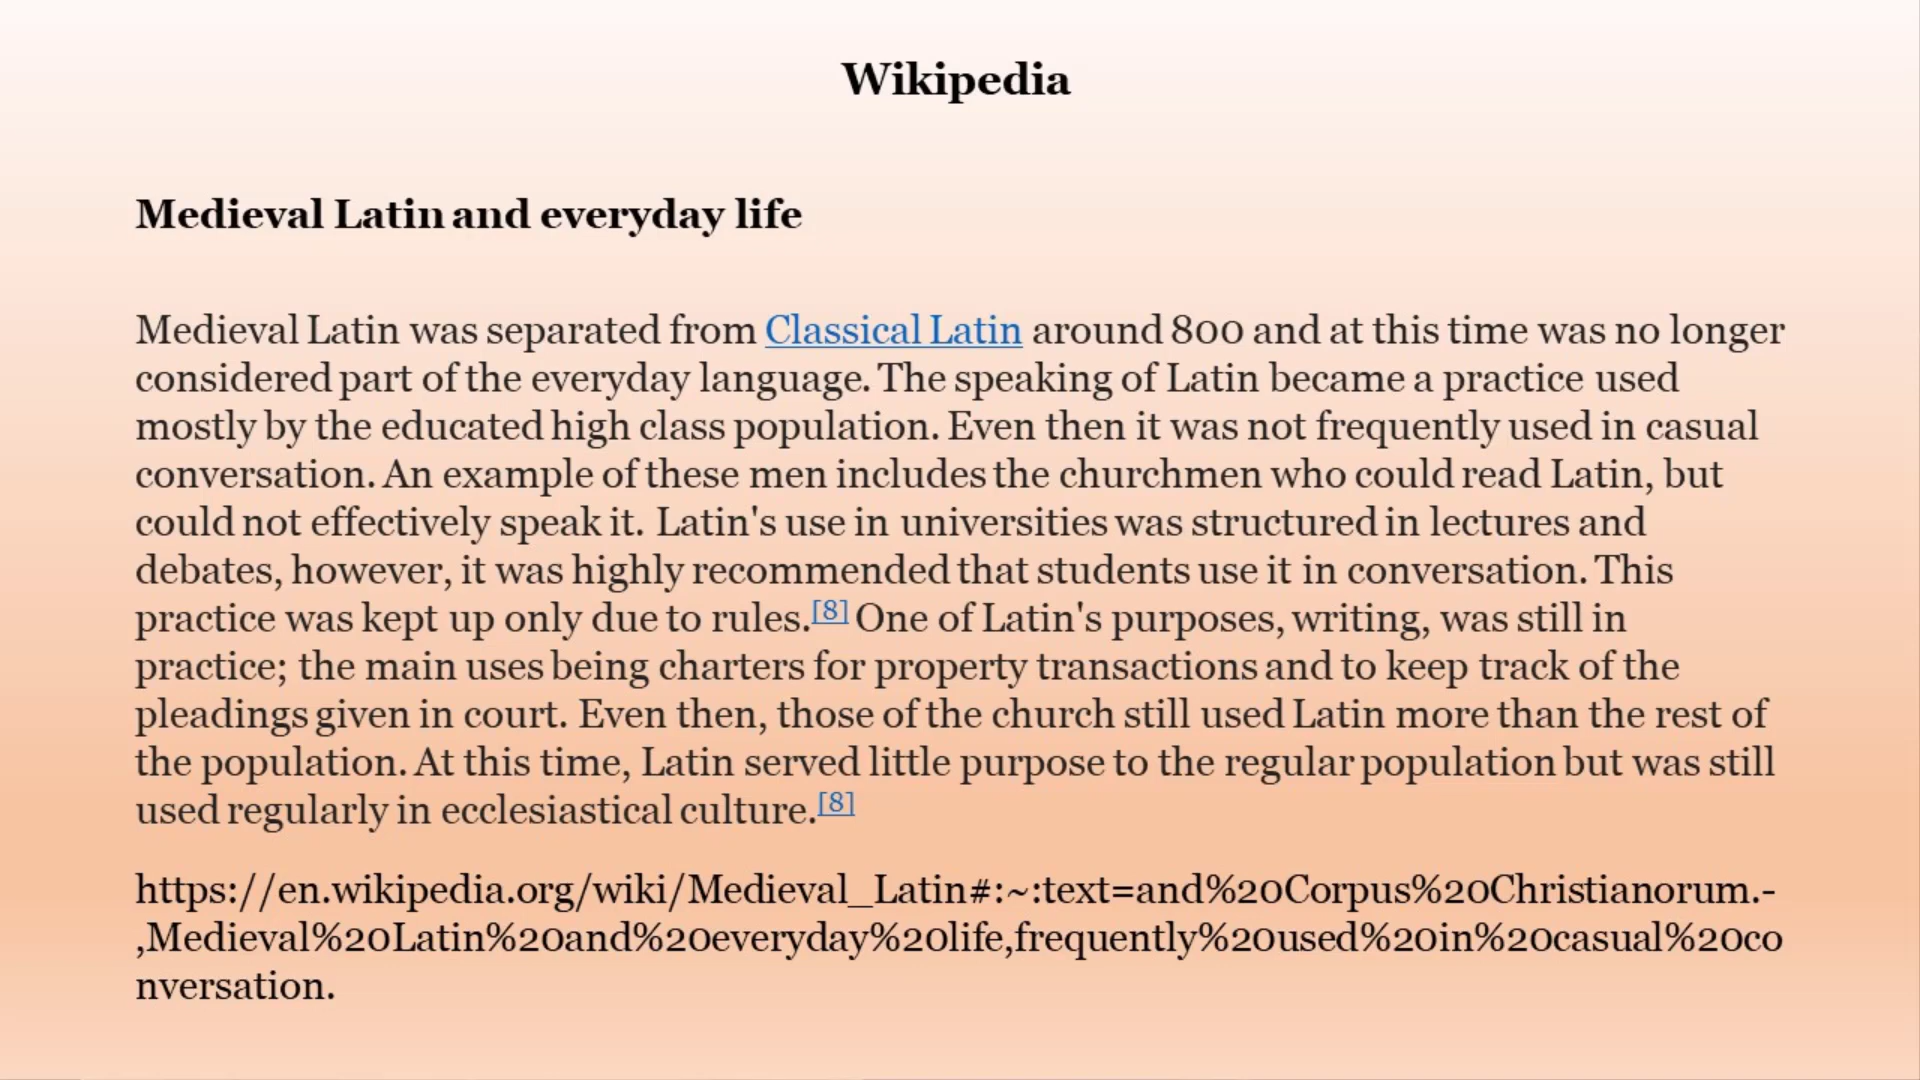 Wikipedia
Medieval Latin and everyday life
Medieval Latin was separated from Classical Latin around 800 and at this time was no longer
considered part of the everyday language. The speaking of Latin became a practice used
mostly by the educated high class population. Even then it was not frequently used in casual
conversation. An example of these men includes the churchmen who could read Latin, but
could not effectively speak it. Latin's use in universities was structured in lectures and
debates, however, it was highly recommended that students use it in conversation. This
practice was kept up only due to rules.[8] One of Latin's purposes, writing, was still in
practice; the main uses being charters for property transactions and to keep track of the
pleadings given in court. Even then, those of the church still used Latin more than the rest of
the population. At this time, Latin served little purpose to the regular population but was still
used regularly in ecclesiastical culture.[8]
https://en.wikipedia.org/wiki/Medieval_Latin#:~:text=and%20Corpus%20Christianorum.-
,Medieval%20Latin%20and%20everyday%20life,frequently%20used%20in%20casual%20co
nversation.